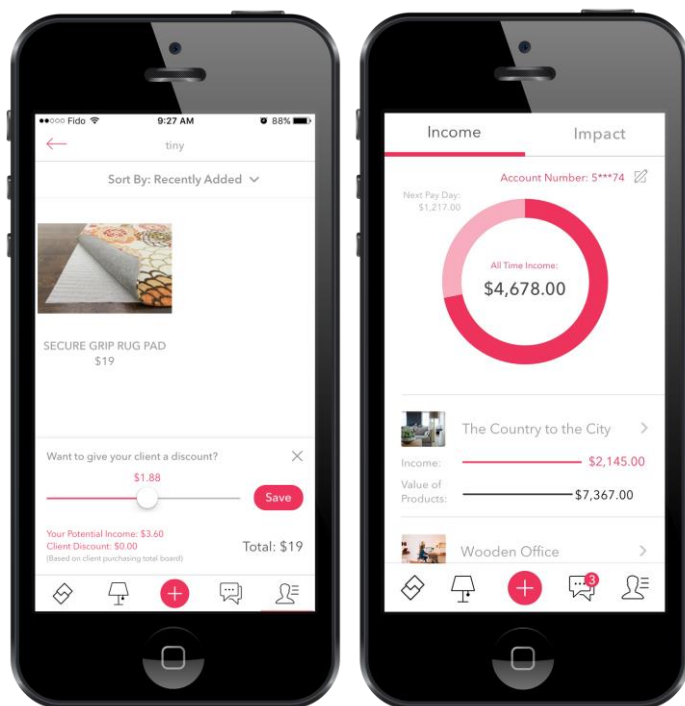 Fido
9:27 AM
88%
tiny
Sort By: Recently Added
SECURE GRIP RUG PAD
$19
Want to give your client a discount?
$1.88
Save
Your Potential Income: $3.60
Client Discount: $0.00
(Based on client purchasing total board)
Total: $19
Income
Impact
Account Number: 5***74
Next Pay Day:
$1,217.00
All Time Income:
$4,678.00
The Country to the City
Income:
$2,145.00
Value of
Products:
$7,367.00
Wooden Office
3